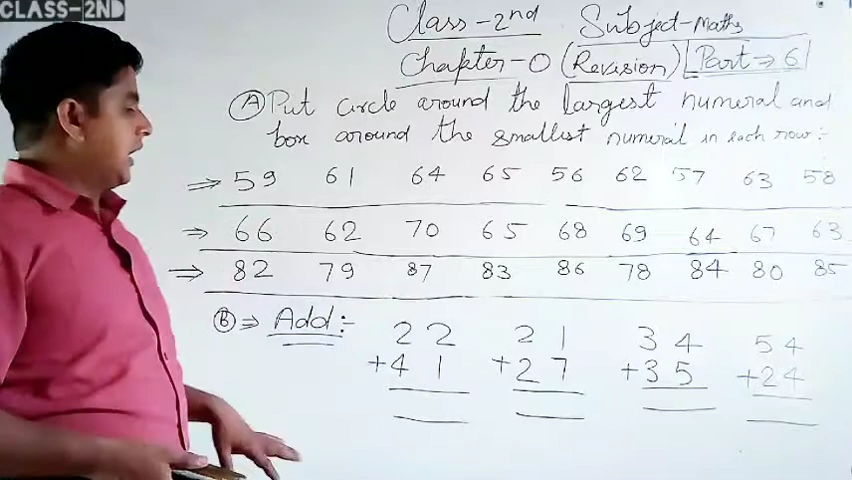 CLASS-2ND
Class-2nd Subject-Maths
Chapter-0 (Revision) Part⇒6
(A) Put circle around the largest numeral and
box around the smallest numeral in each row:-
⇒ 59 61 64 65 56 62 57 63 58
⇒ 66 62 70 65 68 69 64 67 63
⇒ 82 79 87 83 86 78 84 80 85
(B) ⇒ Add:-
22 21 34 54
+41 +27 +35 +24